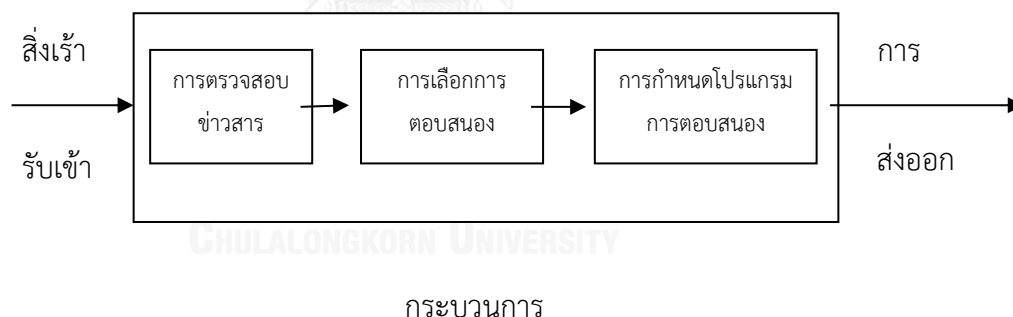 สิ่งเร้า
รับเข้า
การตรวจสอบ
ข่าวสาร
การเลือกการ
ตอบสนอง
การกำหนดโปรแกรม
การตอบสนอง
การ
ส่งออก
CHULALONGKORN UNIVERSITY
กระบวนการ